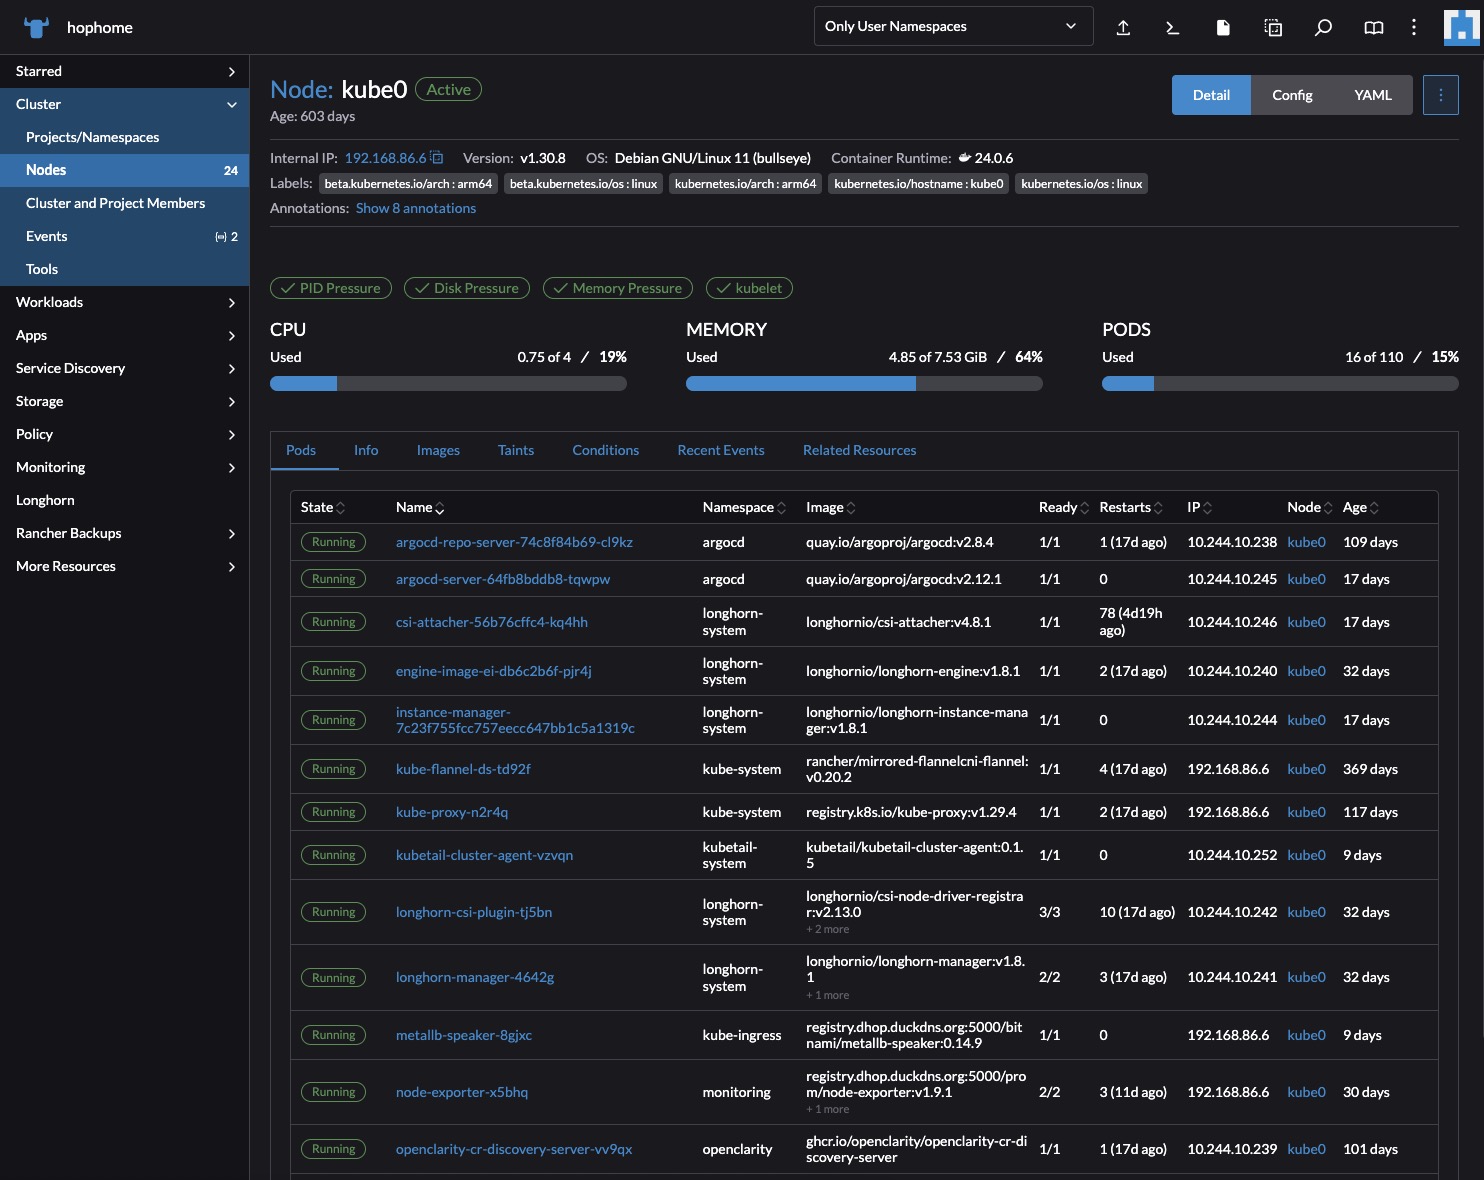 hophome
Only User Namespaces
Starred
Cluster
Projects/Namespaces
Nodes 24
Cluster and Project Members
Events 2
Tools
Workloads
Apps
Service Discovery
Storage
Policy
Monitoring
Longhorn
Rancher Backups
More Resources
Node: kube0 Active
Age: 603 days
Detail Config YAML
Internal IP: 192.168.86.6 Version: v1.30.8 OS: Debian GNU/Linux 11 (bullseye) Container Runtime: 24.0.6
Labels: beta.kubernetes.io/arch : arm64 beta.kubernetes.io/os : linux kubernetes.io/arch : arm64 kubernetes.io/hostname : kube0 kubernetes.io/os : linux
Annotations: Show 8 annotations
PID Pressure Disk Pressure Memory Pressure kubelet
CPU
Used 0.75 of 4 / 19%
MEMORY
Used 4.85 of 7.53 GiB / 64%
PODS
Used 16 of 110 / 15%
Pods Info Images Taints Conditions Recent Events Related Resources
State Name Namespace Image Ready Restarts IP Node Age
Running argocd-repo-server-74c8f84b69-cl9kz argocd quay.io/argoproj/argocd:v2.8.4 1/1 1 (17d ago) 10.244.10.238 kube0 109 days
Running argocd-server-64fb8bddb8-tqwpw argocd quay.io/argoproj/argocd:v2.12.1 1/1 0 10.244.10.245 kube0 17 days
Running csi-attacher-56b76cffc4-kq4hh longhorn-
system longhornio/csi-attacher:v4.8.1 1/1 78 (4d19h
ago) 10.244.10.246 kube0 17 days
Running engine-image-ei-db6c2b6f-pjr4j longhorn-
system longhornio/longhorn-engine:v1.8.1 1/1 2 (17d ago) 10.244.10.240 kube0 32 days
Running instance-manager-
7c23f755fcc757eecc647bb1c5a1319c longhorn-
system longhornio/longhorn-instance-mana
ger:v1.8.1 1/1 0 10.244.10.244 kube0 17 days
Running kube-flannel-ds-td92f kube-system rancher/mirrored-flannelcni-flannel:
v0.20.2 1/1 4 (17d ago) 192.168.86.6 kube0 369 days
Running kube-proxy-n2r4q kube-system registry.k8s.io/kube-proxy:v1.29.4 1/1 2 (17d ago) 192.168.86.6 kube0 117 days
Running kubetail-cluster-agent-vzvqn kubetail-
system kubetail/kubetail-cluster-agent:0.1.
5 1/1 0 10.244.10.252 kube0 9 days
Running longhorn-csi-plugin-tj5bn longhorn-
system longhornio/csi-node-driver-registra
r:v2.13.0
+ 2 more 3/3 10 (17d ago) 10.244.10.242 kube0 32 days
Running longhorn-manager-4642g longhorn-
system longhornio/longhorn-manager:v1.8.
1
+ 1 more 2/2 3 (17d ago) 10.244.10.241 kube0 32 days
Running metallb-speaker-8gjxc kube-ingress registry.dhop.duckdns.org:5000/bit
nami/metallb-speaker:0.14.9 1/1 0 192.168.86.6 kube0 9 days
Running node-exporter-x5bhq monitoring registry.dhop.duckdns.org:5000/pro
m/node-exporter:v1.9.1
+ 1 more 2/2 3 (11d ago) 192.168.86.6 kube0 30 days
Running openclarity-cr-discovery-server-vv9qx openclarity ghcr.io/openclarity/openclarity-cr-di
scovery-server 1/1 1 (17d ago) 10.244.10.239 kube0 101 days